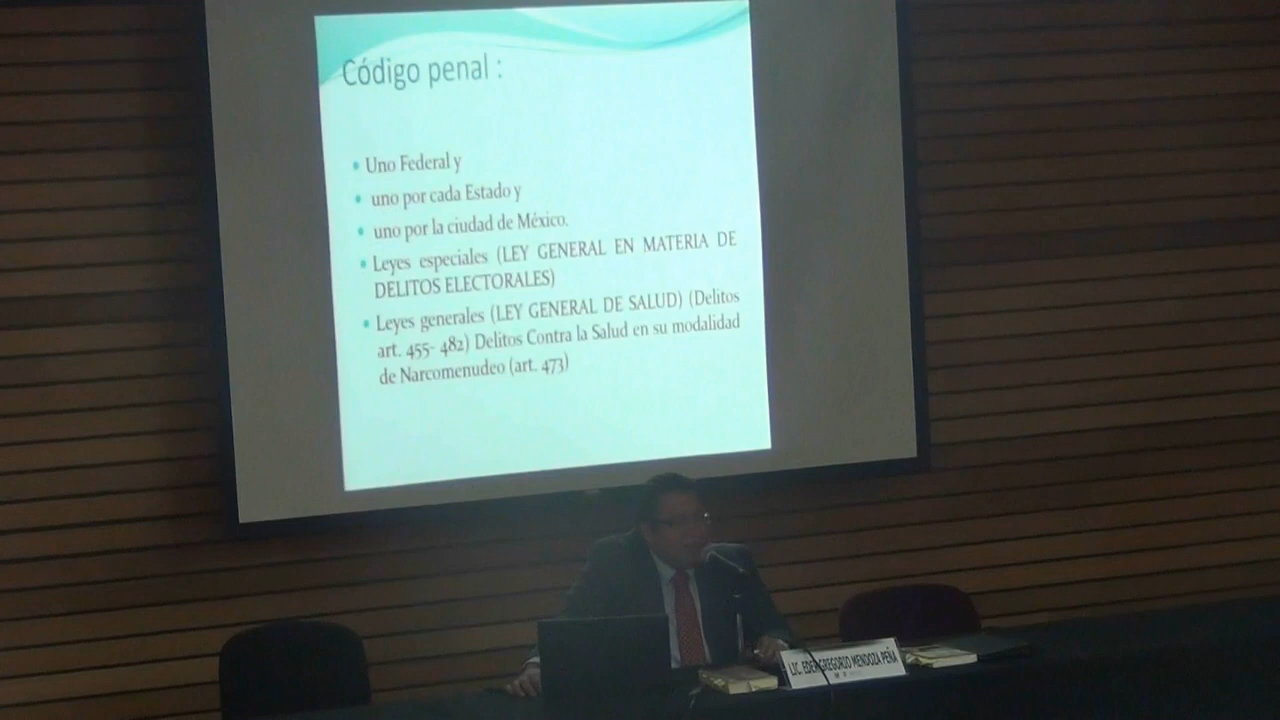 Código penal :
• Uno Federal y
• uno por cada Estado y
• uno por la ciudad de México.
• Leyes especiales (LEY GENERAL EN MATERIA DE
DELITOS ELECTORALES)
• Leyes generales (LEY GENERAL DE SALUD) (Delitos
art. 455- 482) Delitos Contra la Salud en su modalidad
de Narcomenudeo (art. 473)
LIC. EDER GREGORIO MENDOZA PEÑA